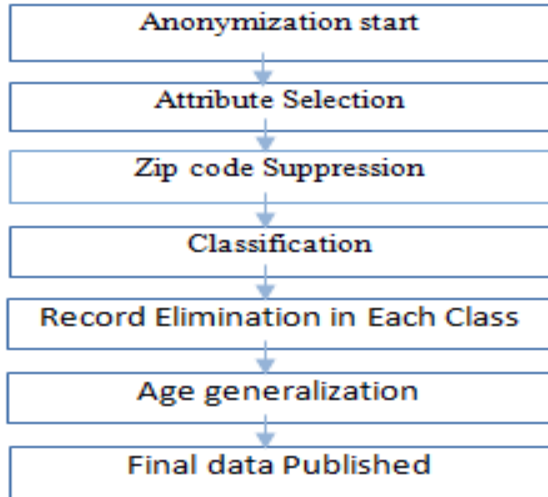 Anonymization start
Attribute Selection
Zip code Suppression
Classification
Record Elimination in Each Class
Age generalization
Final data Published